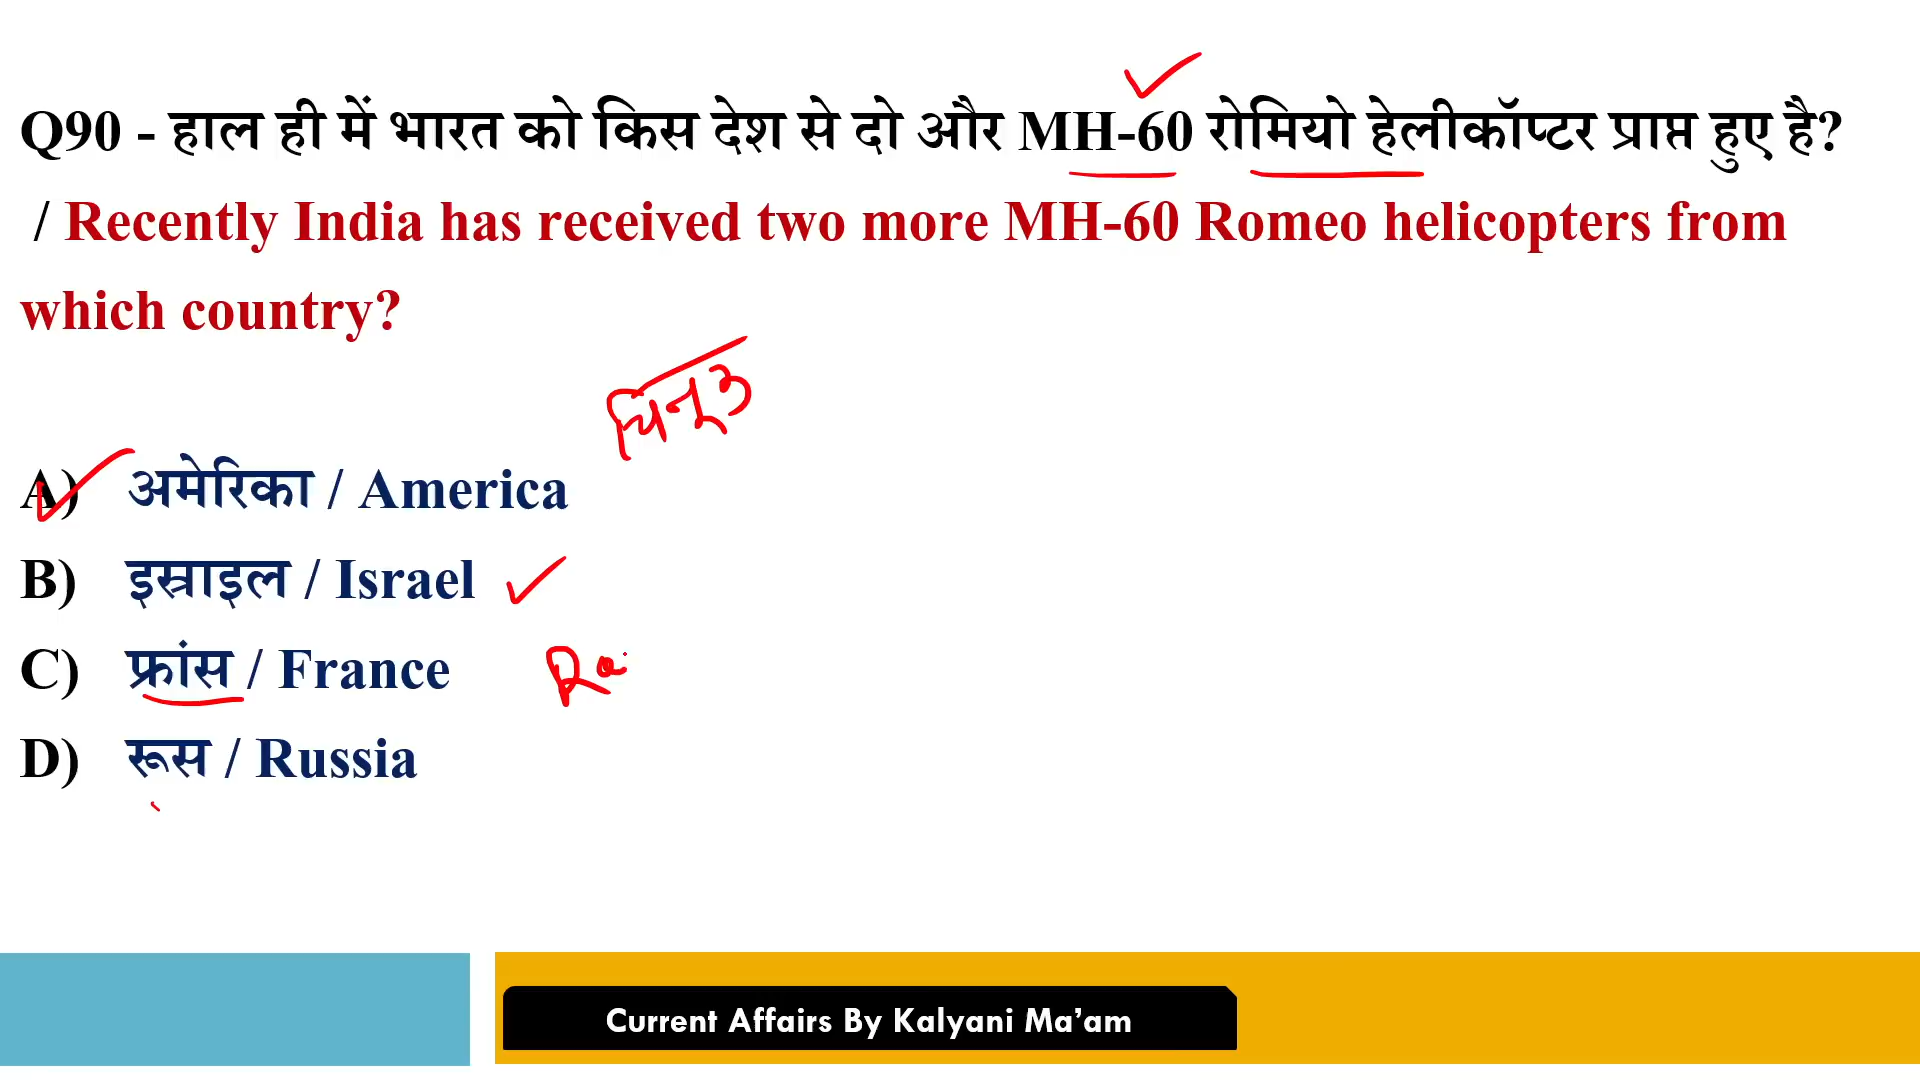 Q90 - हाल ही में भारत को किस देश से दो और MH-60 रोमियो हेलीकॉप्टर प्राप्त हुए है?
/ Recently India has received two more MH-60 Romeo helicopters from
which country?
चिनूउ
A) अमेरिका / America
B) इस्राइल / Israel
C) फ्रांस / France Ra
D) रूस / Russia
Current Affairs By Kalyani Ma’am